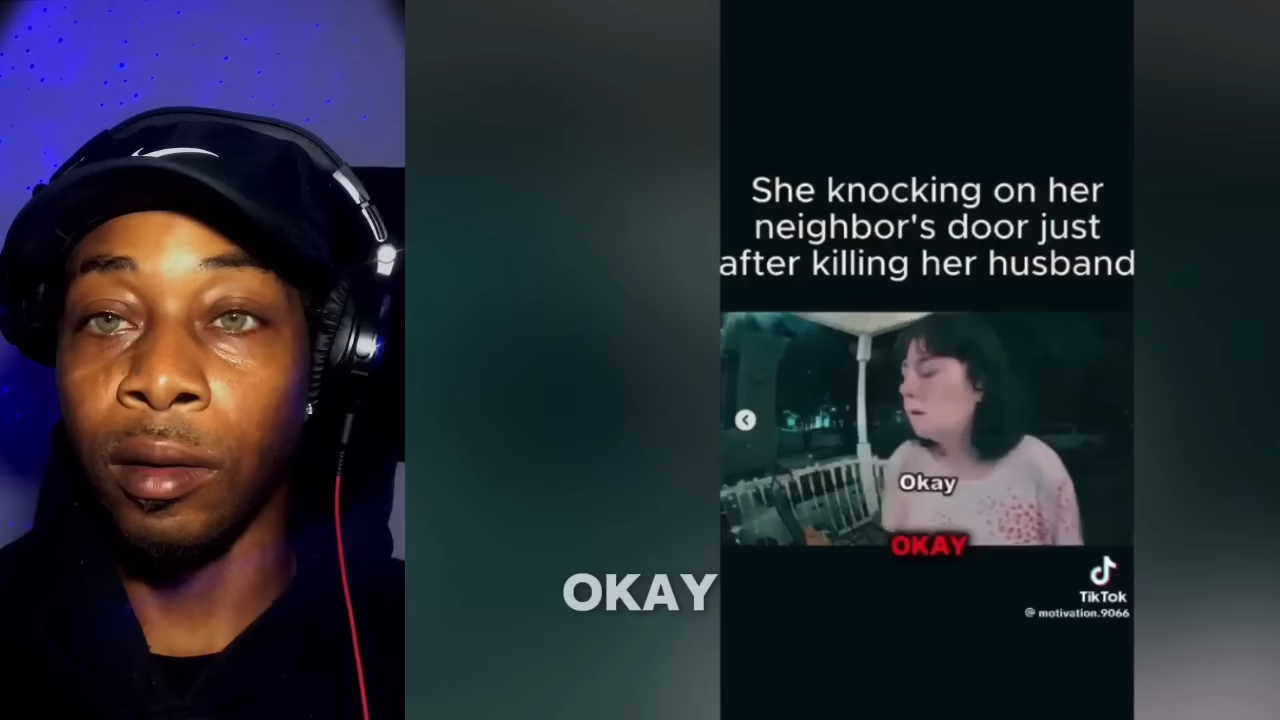 She knocking on her
neighbor's door just
after killing her husband
Okay
OKAY
OKAY
TikTok
@ motivation.9066